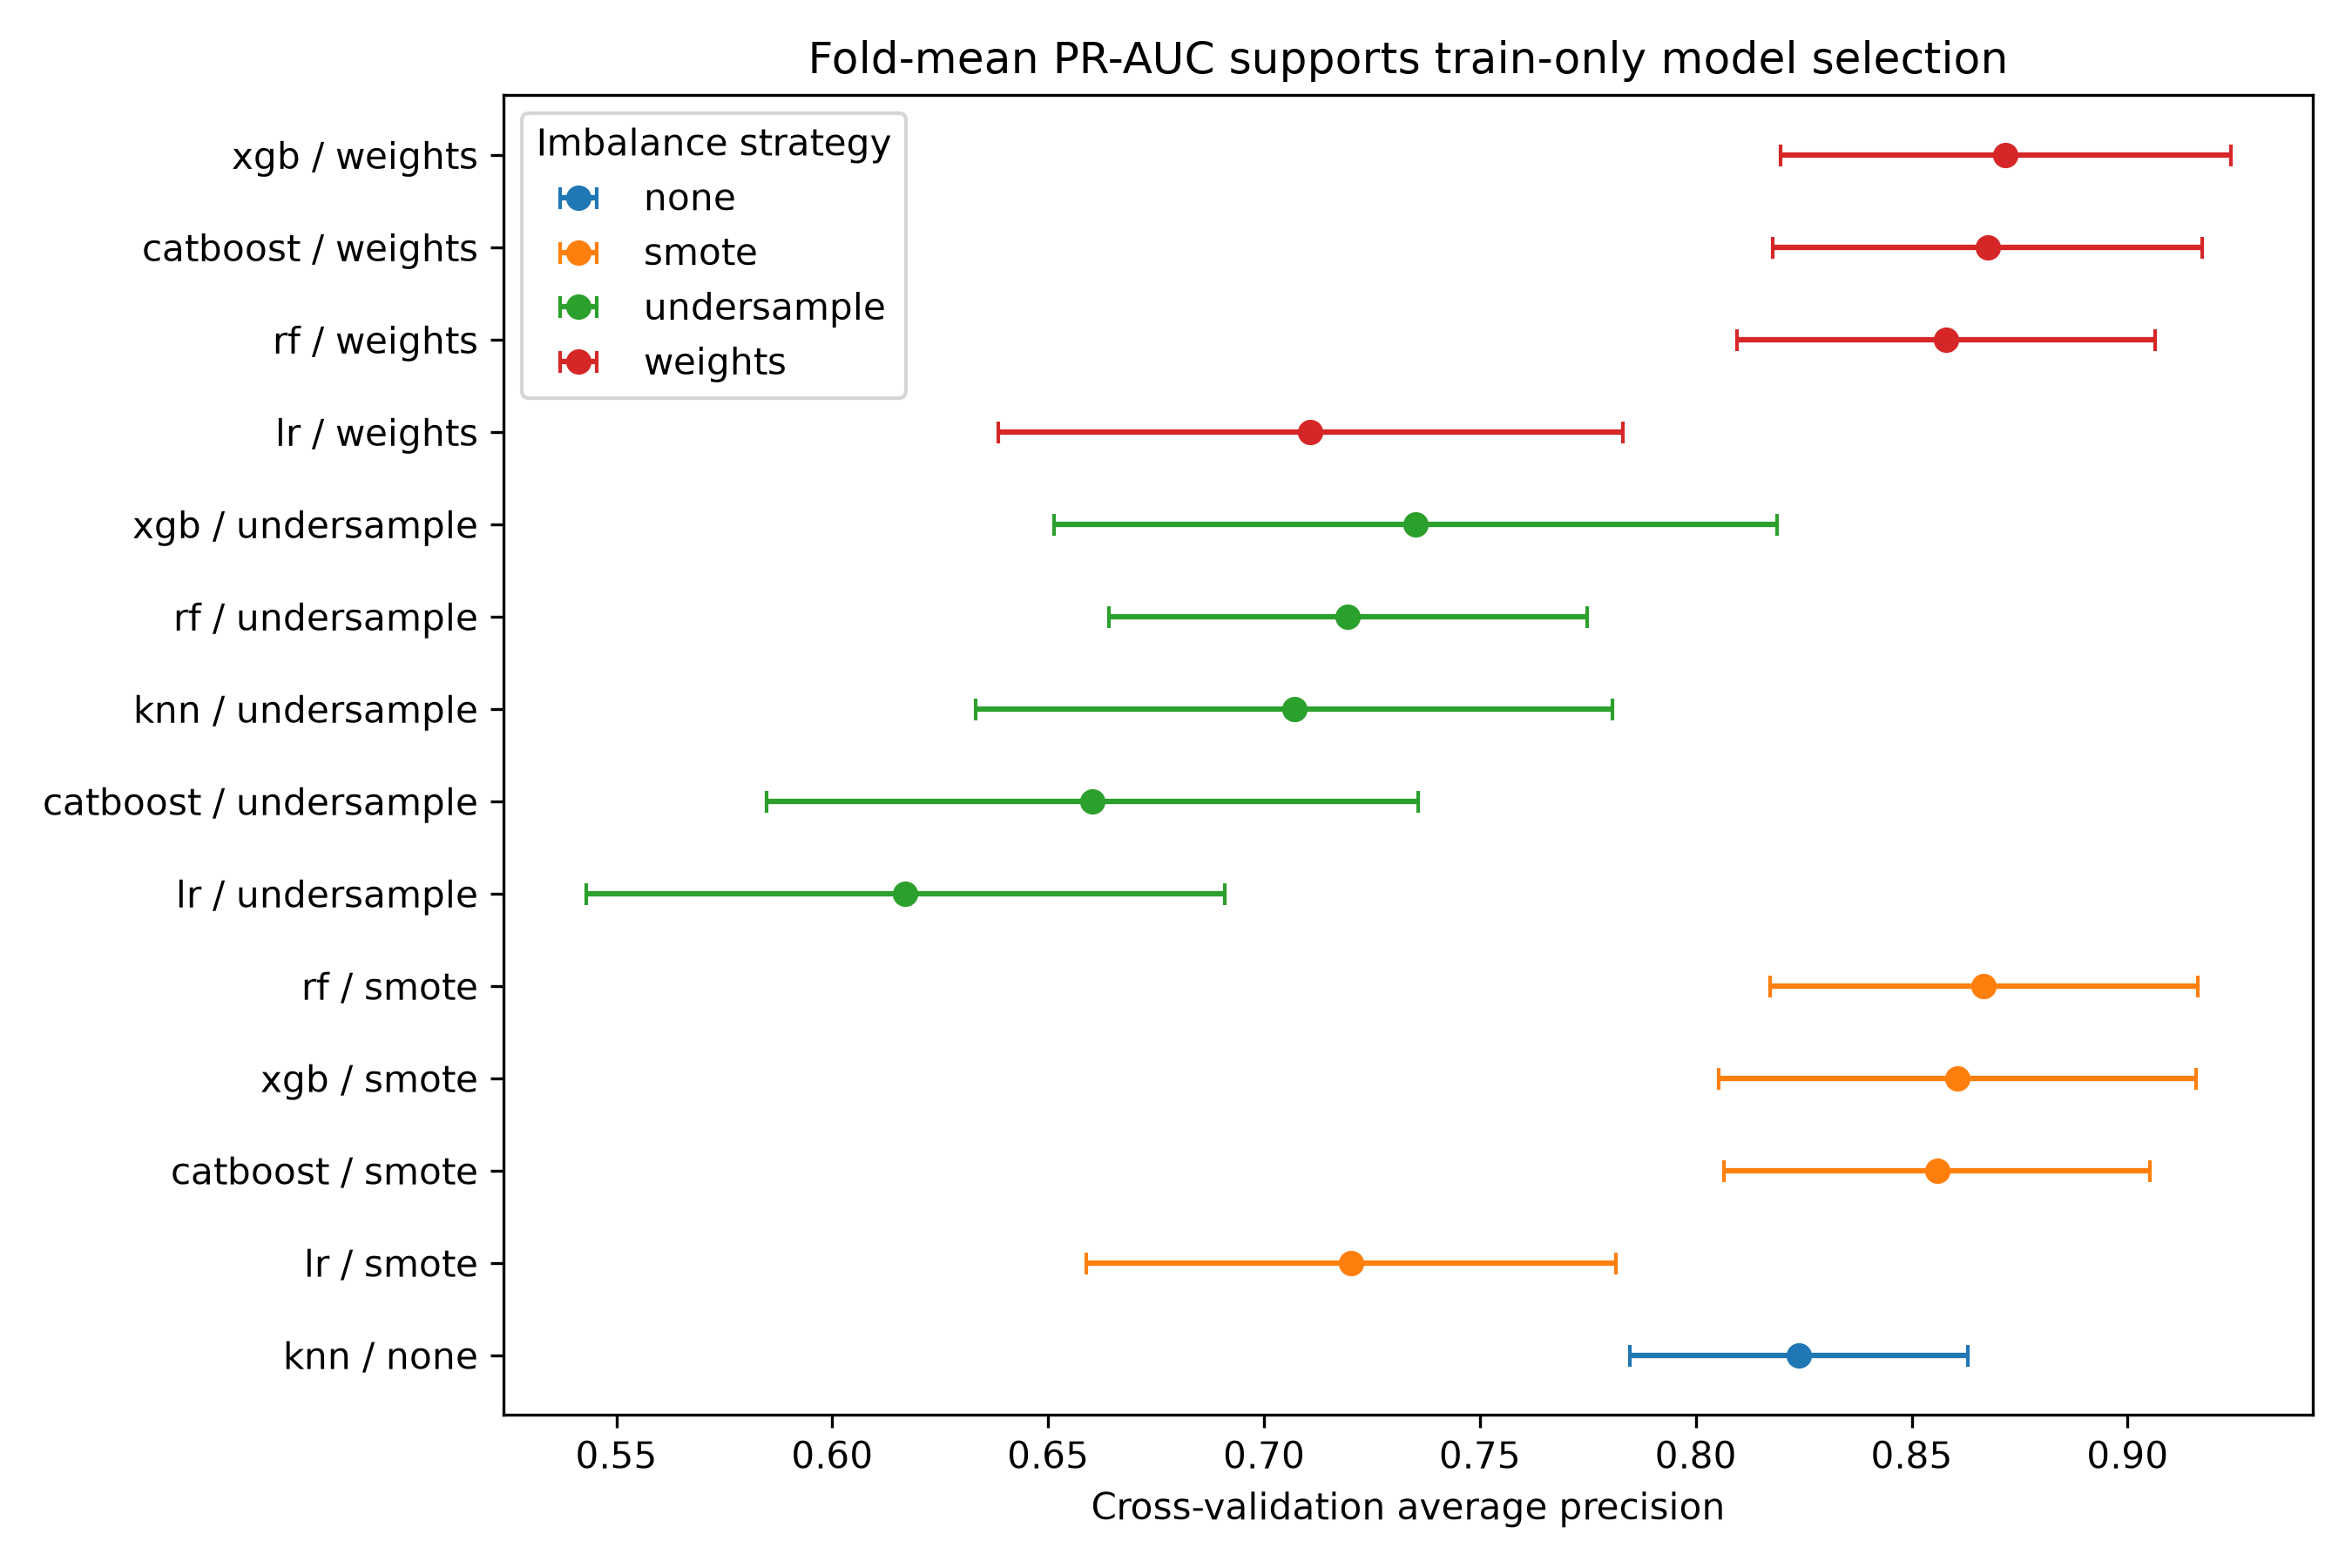 Fold-mean PR-AUC supports train-only model selection
Imbalance strategy
none
smote
undersample
weights
xgb / weights
catboost / weights
rf / weights
lr / weights
xgb / undersample
rf / undersample
knn / undersample
catboost / undersample
lr / undersample
rf / smote
xgb / smote
catboost / smote
lr / smote
knn / none
0.55 0.60 0.65 0.70 0.75 0.80 0.85 0.90
Cross-validation average precision